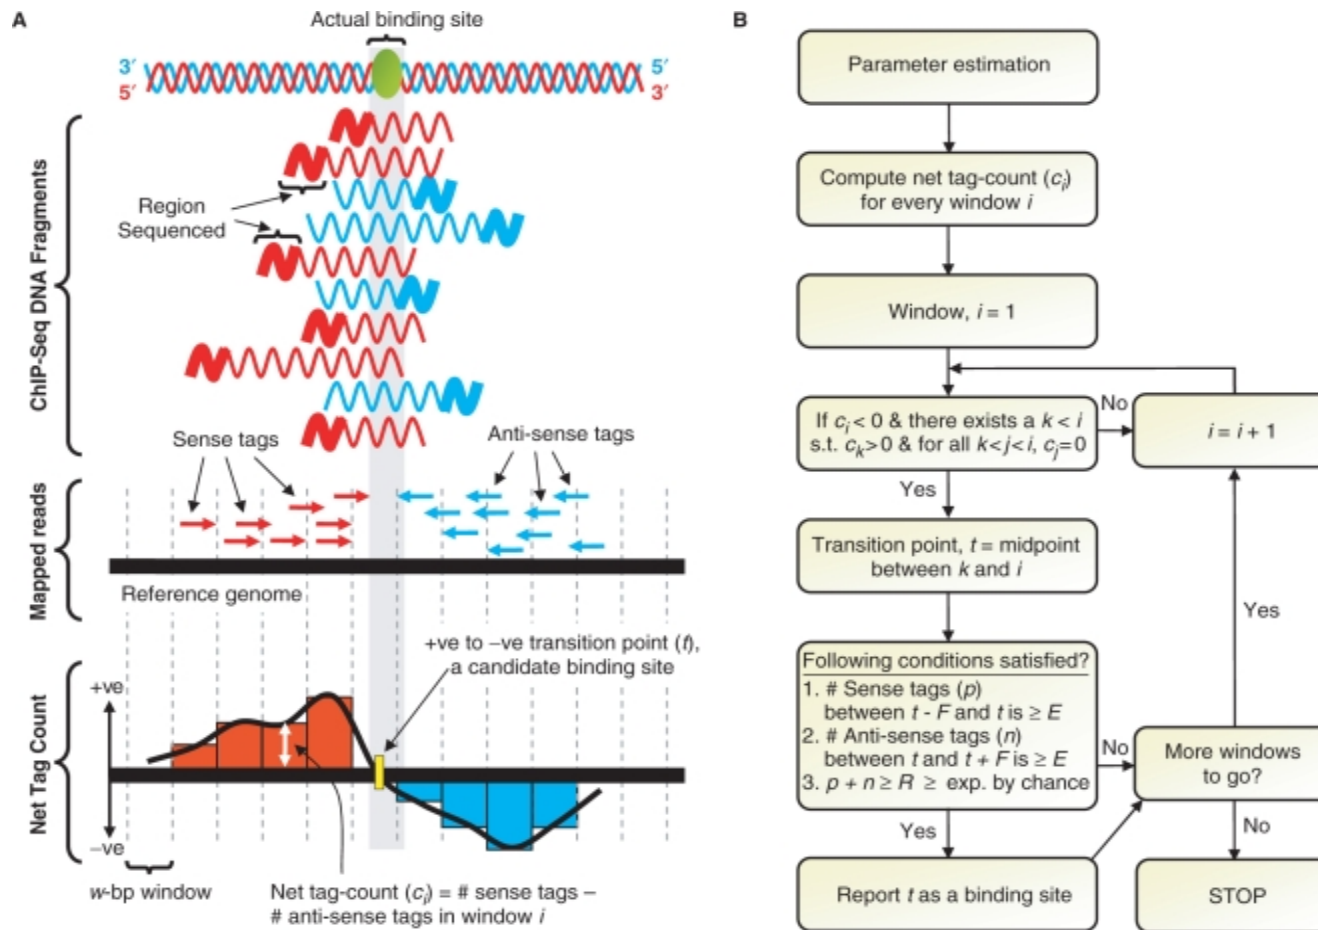 A
Actual binding site
3′
5′
5′
3′
ChIP-Seq DNA Fragments
Region
Sequenced
Sense tags
Anti-sense tags
Mapped reads
Reference genome
+ve to –ve transition point (t),
a candidate binding site
Net Tag Count
+ve
–ve
w-bp window
Net tag-count (ci) = # sense tags –
# anti-sense tags in window i
B
Parameter estimation
Compute net tag-count (ci)
for every window i
Window, i = 1
If ci < 0 & there exists a k < i
s.t. ck>0 & for all k<j<i, cj=0
No
i = i + 1
Yes
Transition point, t = midpoint
between k and i
Yes
Following conditions satisfied?
1. # Sense tags (p)
between t - F and t is ≥ E
2. # Anti-sense tags (n)
between t and t + F is ≥ E
3. p + n ≥ R ≥ exp. by chance
No
More windows
to go?
Yes
No
Report t as a binding site
STOP